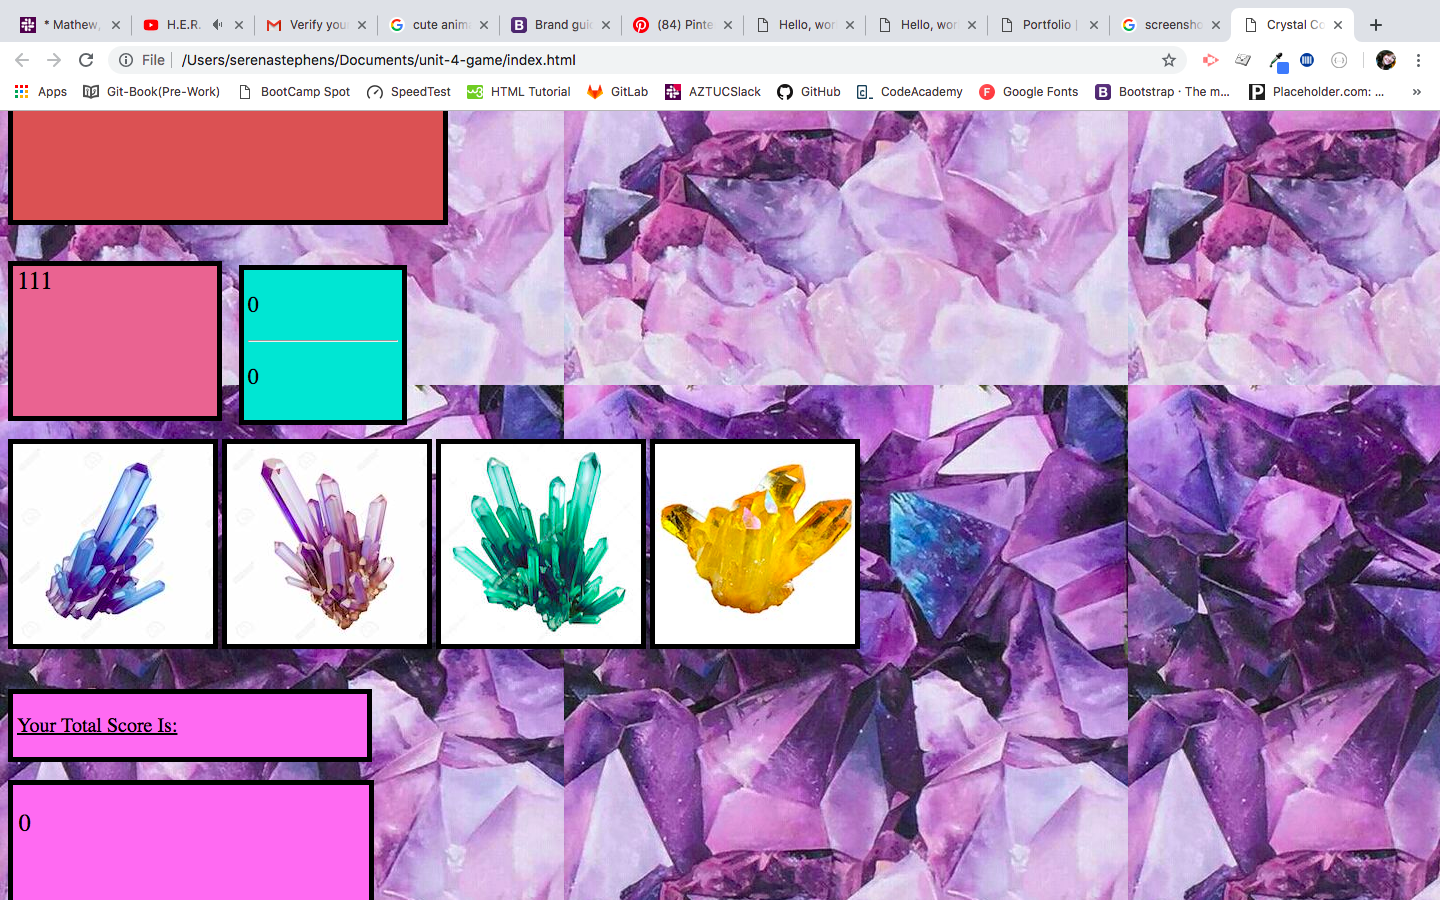 * Mathew,
H.E.R.
Verify you
cute anim
Brand gui
(84) Pinte
Hello, wor
Hello, wor
Portfolio
screensho
Crystal Co
File
/Users/serenastephens/Documents/unit-4-game/index.html
Apps
Git-Book(Pre-Work)
BootCamp Spot
SpeedTest
HTML Tutorial
GitLab
AZTUCSlack
GitHub
CodeAcademy
Google Fonts
Bootstrap · The m...
Placeholder.com: ...
»
111
0
0
Your Total Score Is:
0